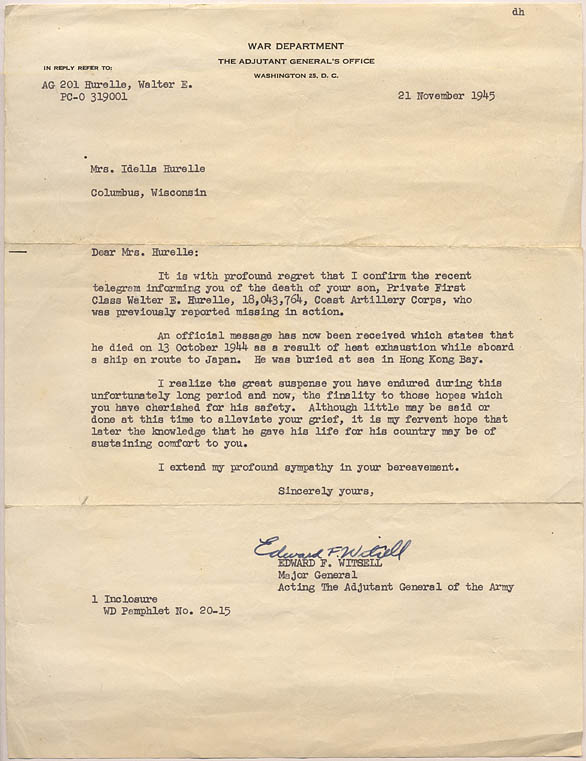 dh
WAR DEPARTMENT
THE ADJUTANT GENERAL'S OFFICE
WASHINGTON 25, D. C.
IN REPLY REFER TO:
AG 201 Hurelle, Walter E.
PC-O 319001
21 November 1945
Mrs. Idella Hurelle
Columbus, Wisconsin
Dear Mrs. Hurelle:
It is with profound regret that I confirm the recent
telegram informing you of the death of your son, Private First
Class Walter E. Hurelle, 18,043,764, Coast Artillery Corps, who
was previously reported missing in action.
An official message has now been received which states that
he died on 13 October 1944 as a result of heat exhaustion while aboard
a ship en route to Japan. He was buried at sea in Hong Kong Bay.
I realize the great suspense you have endured during this
unfortunately long period and now, the finality to those hopes which
you have cherished for his safety. Although little may be said or
done at this time to alleviate your grief, it is my fervent hope that
later the knowledge that he gave his life for his country may be of
sustaining comfort to you.
I extend my profound sympathy in your bereavement.
Sincerely yours,
Edward F. Witsell
EDWARD F. WITSELL
Major General
Acting The Adjutant General of the Army
1 Inclosure
WD Pamphlet No. 20-15